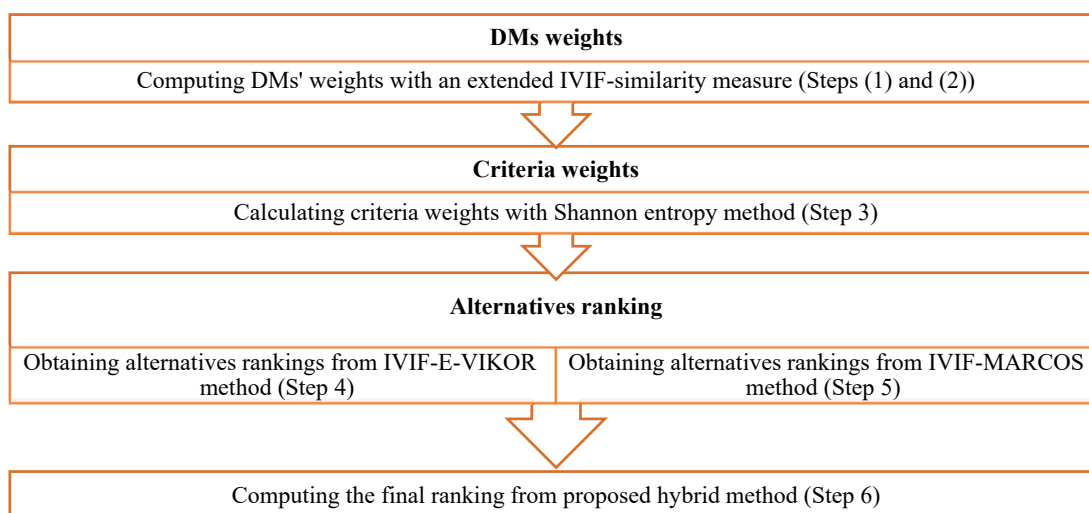 DMs weights
Computing DMs' weights with an extended IVIF-similarity measure (Steps (1) and (2))
Criteria weights
Calculating criteria weights with Shannon entropy method (Step 3)
Alternatives ranking
Obtaining alternatives rankings from IVIF-E-VIKOR
method (Step 4)
Obtaining alternatives rankings from IVIF-MARCOS
method (Step 5)
Computing the final ranking from proposed hybrid method (Step 6)